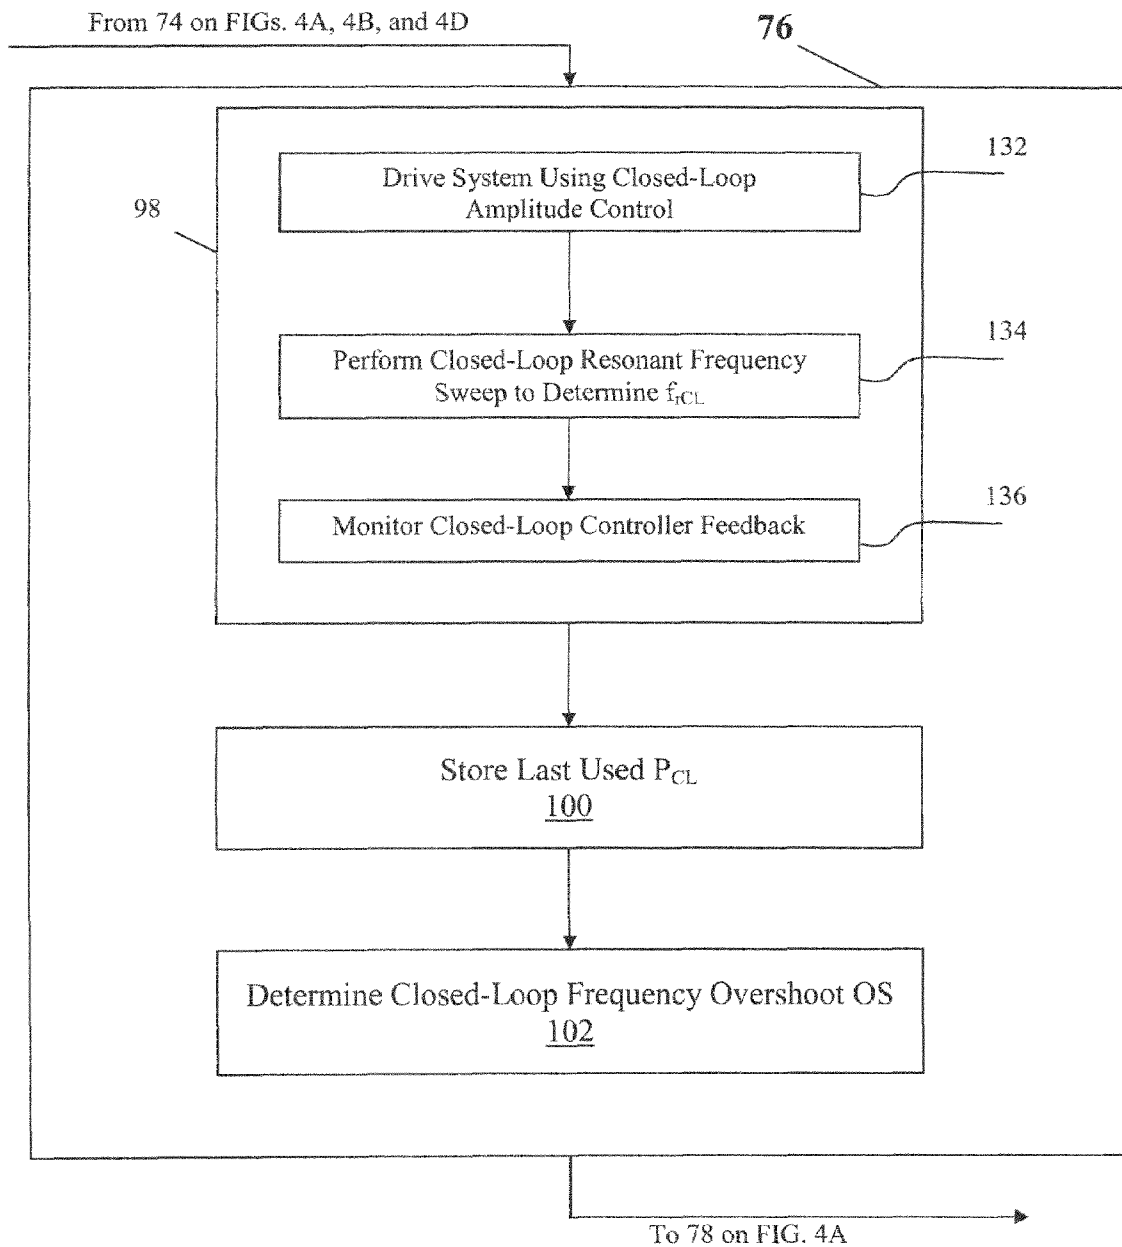 From 74 on FIGs. 4A, 4B, and 4D
76
132
Drive System Using Closed-Loop
Amplitude Control
98
134
Perform Closed-Loop Resonant Frequency
Sweep to Determine frCL
136
Monitor Closed-Loop Controller Feedback
Store Last Used PCL
100
Determine Closed-Loop Frequency Overshoot OS
102
To 78 on FIG. 4A